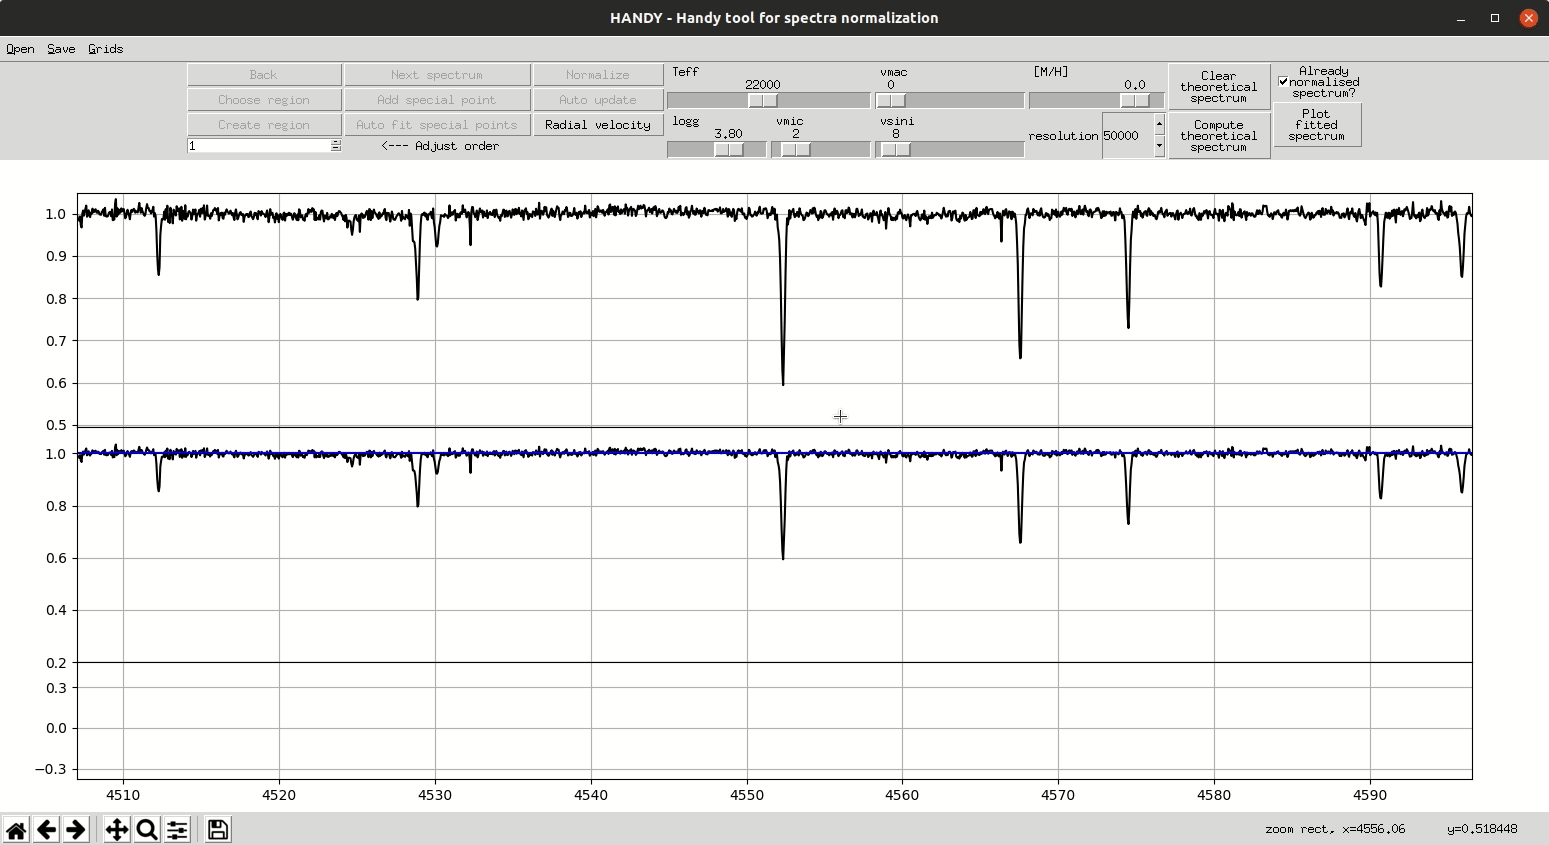 HANDY - Handy tool for spectra normalization
Open Save Grids
Back Next spectrum Normalize
Choose region Add special point Auto update
Create region Auto fit special points Radial velocity
1 <--- Adjust order
Teff vmac [M/H]
22000 0 0.0
logg vmic vsini
3.80 2 8
resolution 50000
Clear
theoretical
spectrum
Compute
theoretical
spectrum
Already
normalised
spectrum?
Plot
fitted
spectrum
1.0
0.9
0.8
0.7
0.6
0.5
1.0
0.8
0.6
0.4
0.2
0.3
0.0
−0.3
4510 4520 4530 4540 4550 4560 4570 4580 4590
zoom rect, x=4556.06 y=0.518448